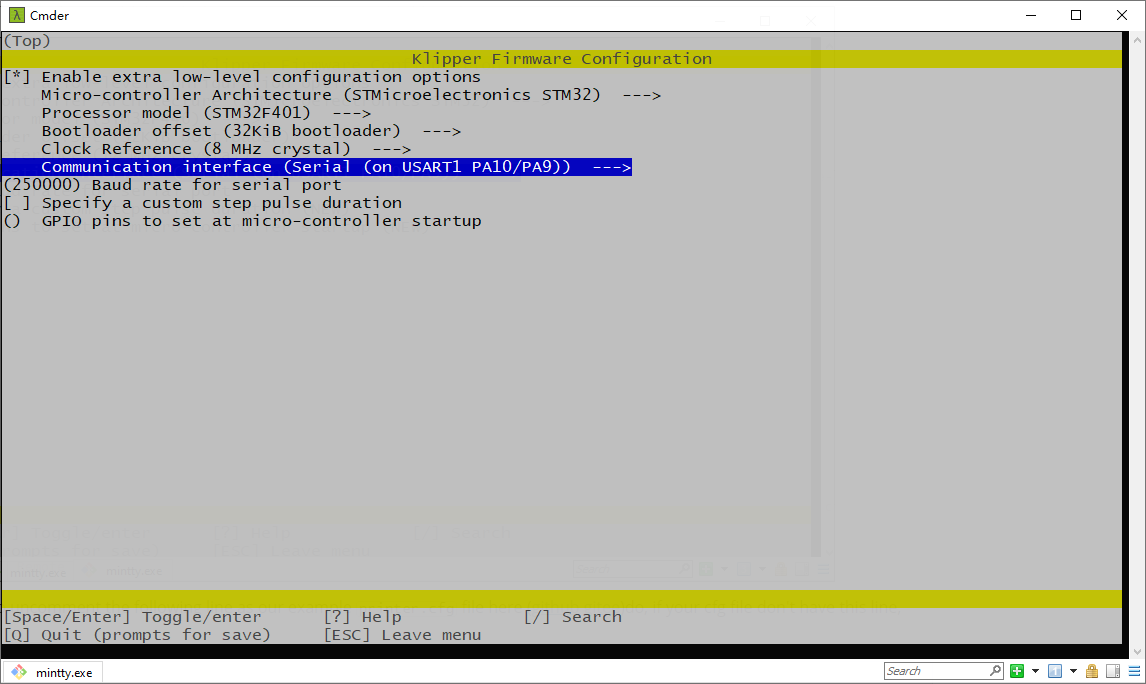 Cmder
(Top)
Klipper Firmware Configuration
[*] Enable extra low-level configuration options
Micro-controller Architecture (STMicroelectronics STM32) --->
Processor model (STM32F401) --->
Bootloader offset (32KiB bootloader) --->
Clock Reference (8 MHz crystal) --->
Communication interface (Serial (on USART1 PA10/PA9)) --->
(250000) Baud rate for serial port
[ ] Specify a custom step pulse duration
() GPIO pins to set at micro-controller startup
[Space/Enter] Toggle/enter [?] Help [/] Search
[Q] Quit (prompts for save) [ESC] Leave menu
mintty.exe Search